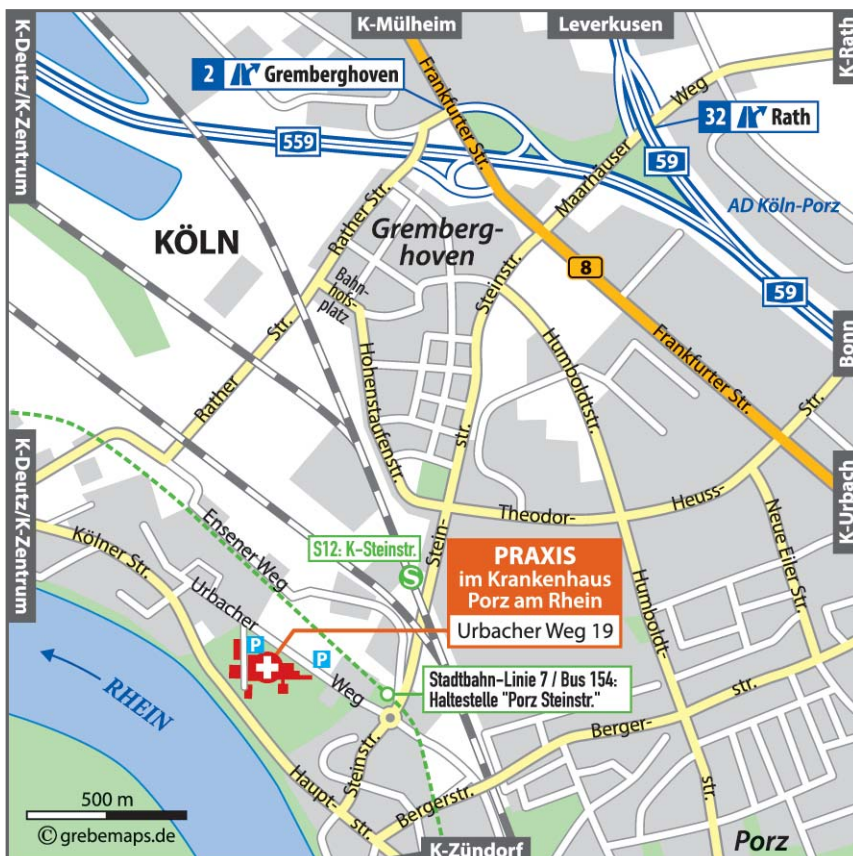 K-Mülheim
Leverkusen
K-Deutz/K-Zentrum
K-Rath
2 Gremberghoven
Frankfurter Str.
Maarhäuser Weg
32 Rath
559
59
AD Köln-Porz
KÖLN
Rather Str.
Gremberg-
hoven
Bahn-
hofs-
platz
Steinstr.
8
59
Bonn
Rather Str.
Hohenstaufenstr.
Humboldtstr.
Frankfurter Str.
K-Deutz/K-Zentrum
K-Urbach
Theodor-Heuss-Str.
Neue Eiler Str.
Kölner Str.
Ensener Weg
S12: K-Steinstr.
S
Stein-
str.
PRAXIS
im Krankenhaus
Porz am Rhein
Urbacher Weg 19
Urbacher Weg
P
P
Humboldt-
str.
Stadtbahn-Linie 7 / Bus 154:
Haltestelle "Porz Steinstr."
RHEIN
Steinstr.
Berger-
str.
Haupt-
str.
Bergerstr.
500 m
© grebemaps.de
K-Zündorf
Porz